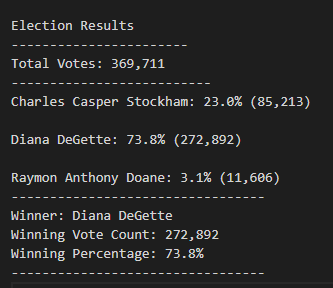 Election Results
-----------------------
Total Votes: 369,711
--------------------------
Charles Casper Stockham: 23.0% (85,213)
Diana DeGette: 73.8% (272,892)
Raymon Anthony Doane: 3.1% (11,606)
---------------------------------
Winner: Diana DeGette
Winning Vote Count: 272,892
Winning Percentage: 73.8%
---------------------------------